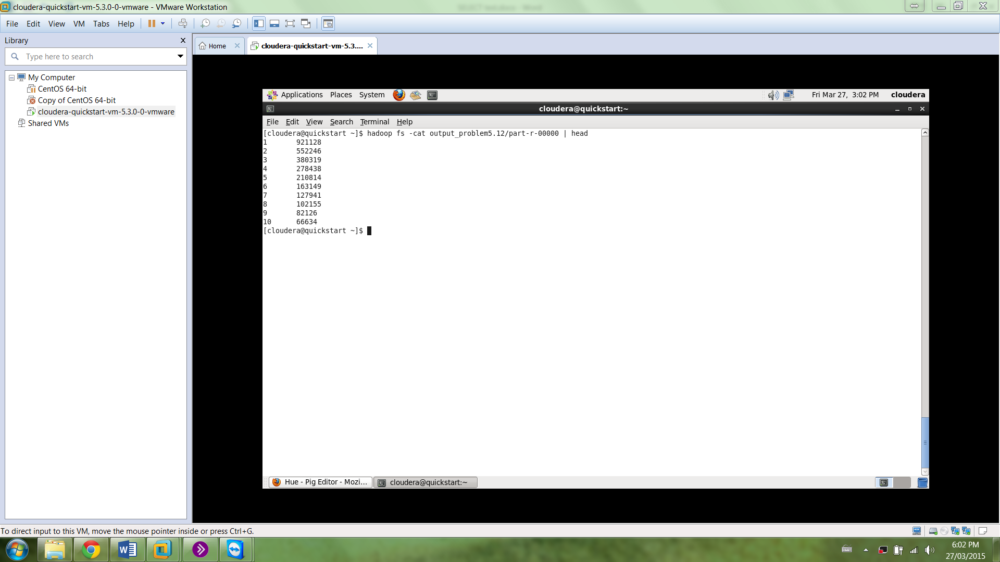 cloudera-quickstart-vm-5.3.0-0-vmware - VMware Workstation
File Edit View VM Tabs Help
Library
Type here to search
My Computer
CentOS 64-bit
Copy of CentOS 64-bit
cloudera-quickstart-vm-5.3.0-0-vmware
Shared VMs
Home
cloudera-quickstart-vm-5.3....
Applications Places System
Fri Mar 27, 3:02 PM cloudera
cloudera@quickstart:~
File Edit View Search Terminal Help
[cloudera@quickstart ~]$ hadoop fs -cat output_problem5.12/part-r-00000 | head
1 921128
2 552246
3 380319
4 278438
5 210814
6 163149
7 127941
8 102155
9 82126
10 66634
[cloudera@quickstart ~]$
Hue - Pig Editor - Mozi...
cloudera@quickstart:~
To direct input to this VM, move the mouse pointer inside or press Ctrl+G.
6:02 PM
27/03/2015